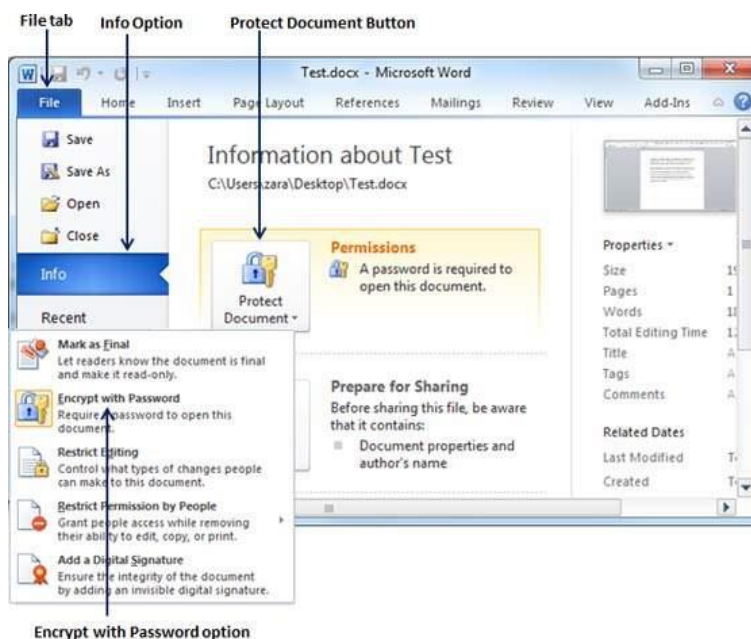 File tab
Info Option
Protect Document Button
W
Test.docx - Microsoft Word
File Home Insert Page Layout References Mailings Review View Add-Ins
Save
Save As
Open
Close
Info
Recent
Information about Test
C:\Users\zara\Desktop\Test.docx
Protect
Document
Permissions
A password is required to
open this document.
Prepare for Sharing
Before sharing this file, be aware
that it contains:
Document properties and
author's name
Properties
Size
Pages 1
Words
Total Editing Time
Title
Tags
Comments
Related Dates
Last Modified
Created
Mark as Final
Let readers know the document is final
and make it read-only.
Encrypt with Password
Require a password to open this
document.
Restrict Editing
Control what types of changes people
can make to this document.
Restrict Permission by People
Grant people access while removing
their ability to edit, copy, or print.
Add a Digital Signature
Ensure the integrity of the document
by adding an invisible digital signature.
Encrypt with Password option